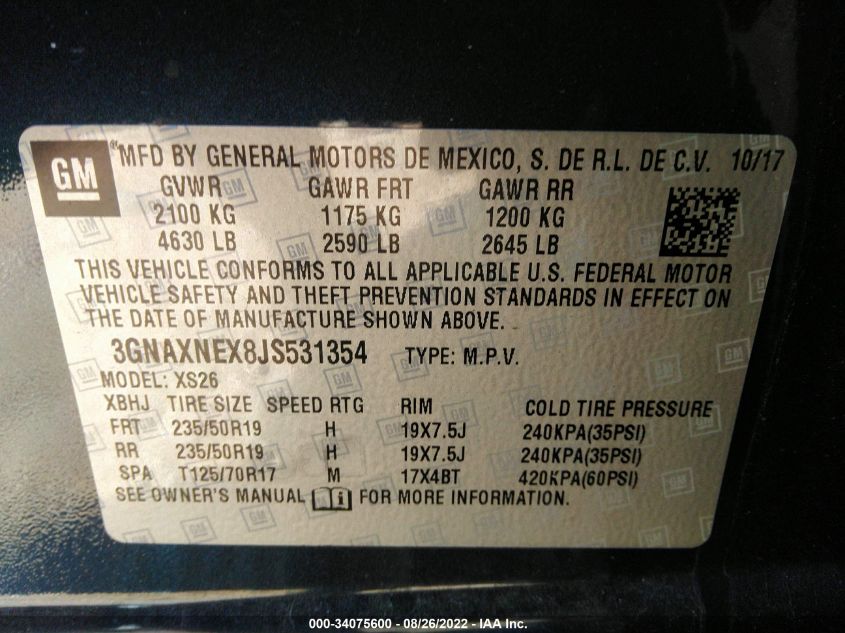 GM ® MFD BY GENERAL MOTORS DE MEXICO, S. DE R.L. DE C.V. 10/17
GVWR GAWR FRT GAWR RR
2100 KG 1175 KG 1200 KG
4630 LB 2590 LB 2645 LB
THIS VEHICLE CONFORMS TO ALL APPLICABLE U.S. FEDERAL MOTOR
VEHICLE SAFETY AND THEFT PREVENTION STANDARDS IN EFFECT ON
THE DATE OF MANUFACTURE SHOWN ABOVE.
3GNAXNEX8JS531354 TYPE: M.P.V.
MODEL: XS26
XBHJ TIRE SIZE SPEED RTG RIM COLD TIRE PRESSURE
FRT 235/50R19 H 19X7.5J 240KPA(35PSI)
RR 235/50R19 H 19X7.5J 240KPA(35PSI)
SPA T125/70R17 M 17X4BT 420KPA(60PSI)
SEE OWNER'S MANUAL FOR MORE INFORMATION.
000-34075600 - 08/26/2022 - IAA Inc.